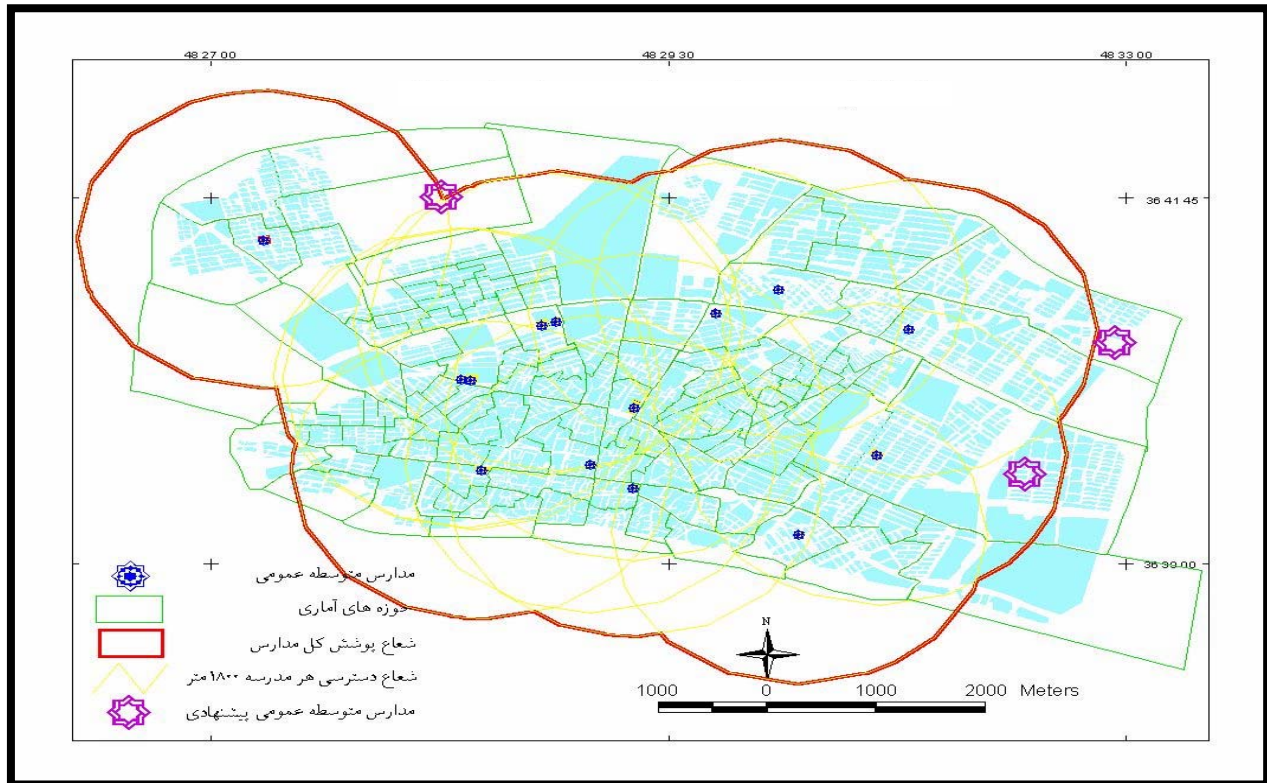 48 27 00 48 29 30 48 33 00
36 41 45
36 39 00
مدارس متوسطه عمومی
حوزه های آماری
شعاع پوشش کل مدارس
شعاع دسترسی هر مدرسه ۱۸۰۰ متر
مدارس متوسطه عمومی پیشنهادی
N
1000 0 1000 2000 Meters